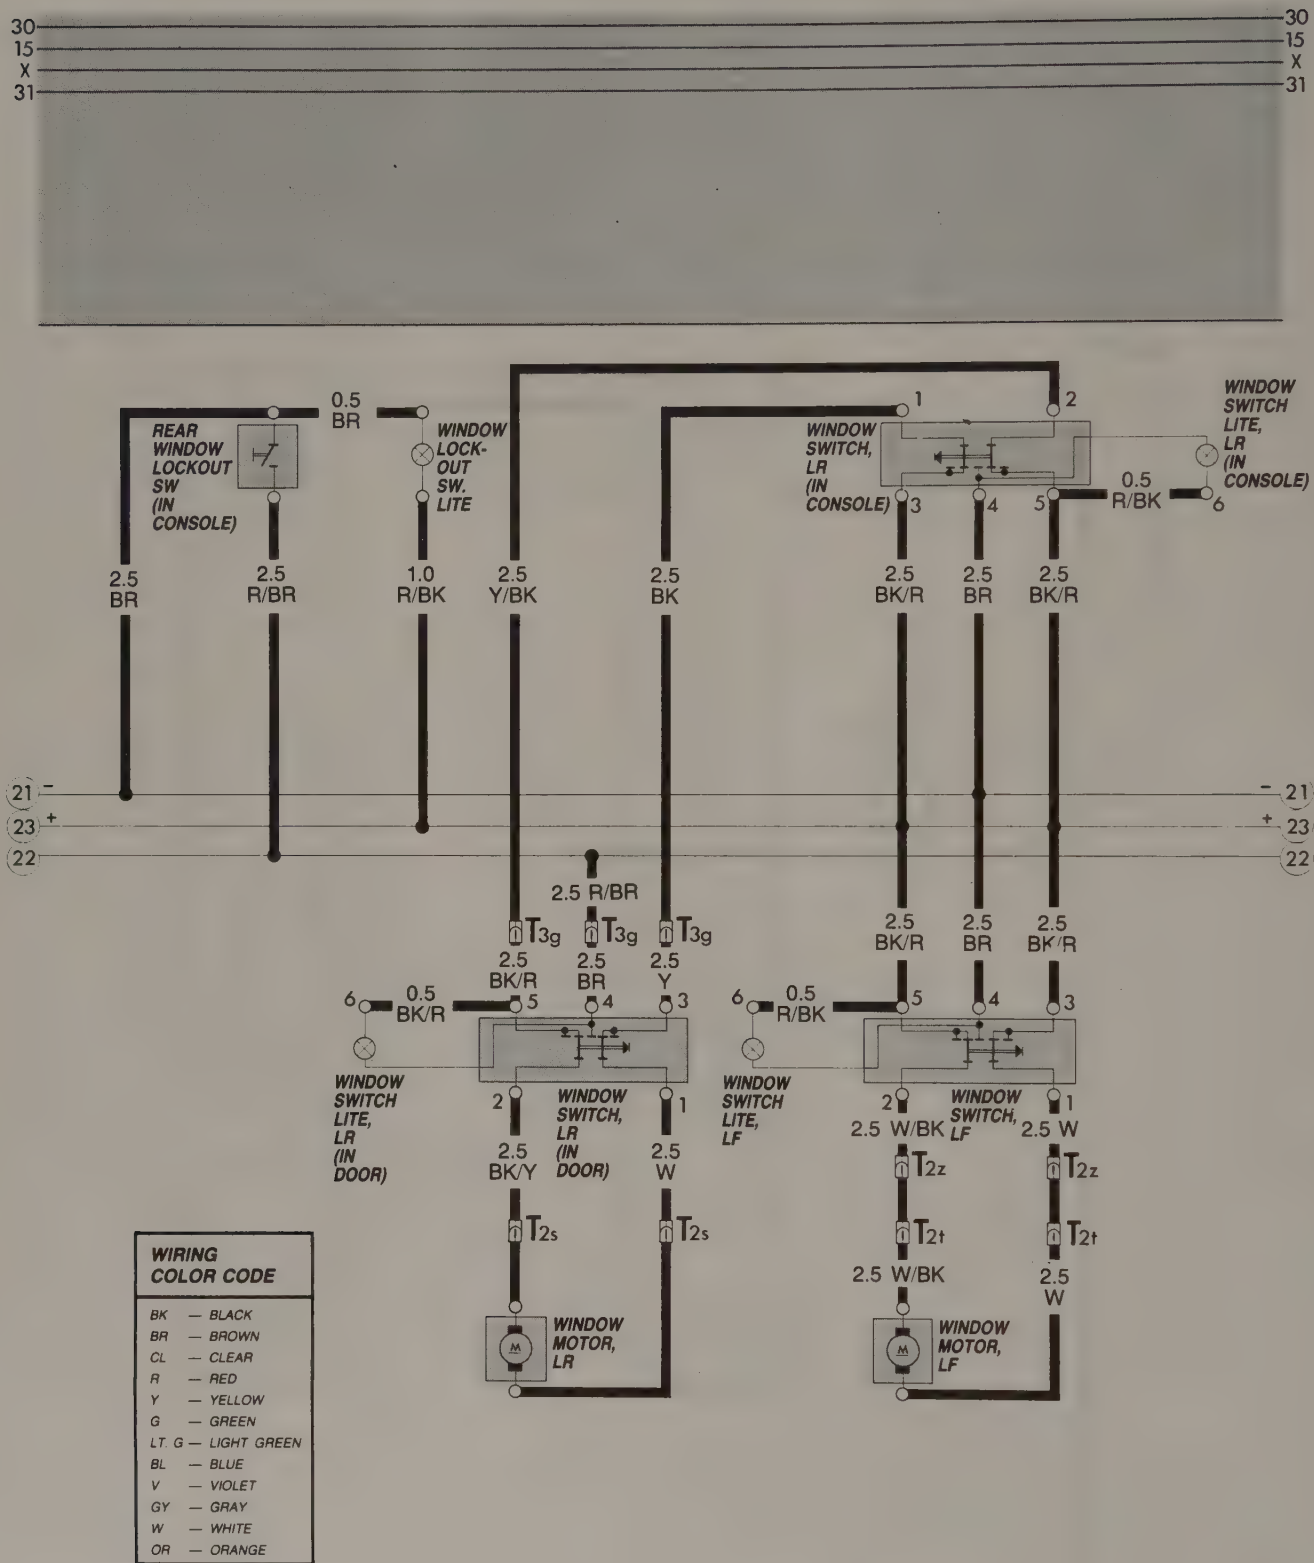 30 30
15 15
X X
31 31
0.5
BR
REAR
WINDOW
LOCKOUT
SW
(IN
CONSOLE)
WINDOW
LOCK-
OUT
SW.
LITE
1 2
WINDOW
SWITCH,
LR
(IN
CONSOLE)
WINDOW
SWITCH
LITE,
LR
(IN
CONSOLE)
3 4 5
0.5
R/BK
6
2.5
BR
2.5
R/BR
1.0
R/BK
2.5
Y/BK
2.5
BK
2.5
BK/R
2.5
BR
2.5
BK/R
21 - - 21
23 + + 23
22 22
2.5 R/BR
T3g T3g T3g
2.5
BK/R
2.5
BR
2.5
Y
2.5
BK/R
2.5
BR
2.5
BK/R
6
0.5
BK/R
5 4 3
6
0.5
R/BK
5 4 3
WINDOW
SWITCH
LITE,
LR
(IN
DOOR)
2
WINDOW
SWITCH,
LR
(IN
DOOR)
1
WINDOW
SWITCH
LITE,
LF
2
WINDOW
SWITCH,
LF
1
2.5
BK/Y
2.5
W
2.5 W/BK
2.5 W
T2z T2z
T2s T2s
T2t T2t
2.5 W/BK
2.5
W
M
WINDOW
MOTOR,
LR
M
WINDOW
MOTOR,
LF
WIRING
COLOR CODE
BK — BLACK
BR — BROWN
CL — CLEAR
R — RED
Y — YELLOW
G — GREEN
LT. G — LIGHT GREEN
BL — BLUE
V — VIOLET
GY — GRAY
W — WHITE
OR — ORANGE